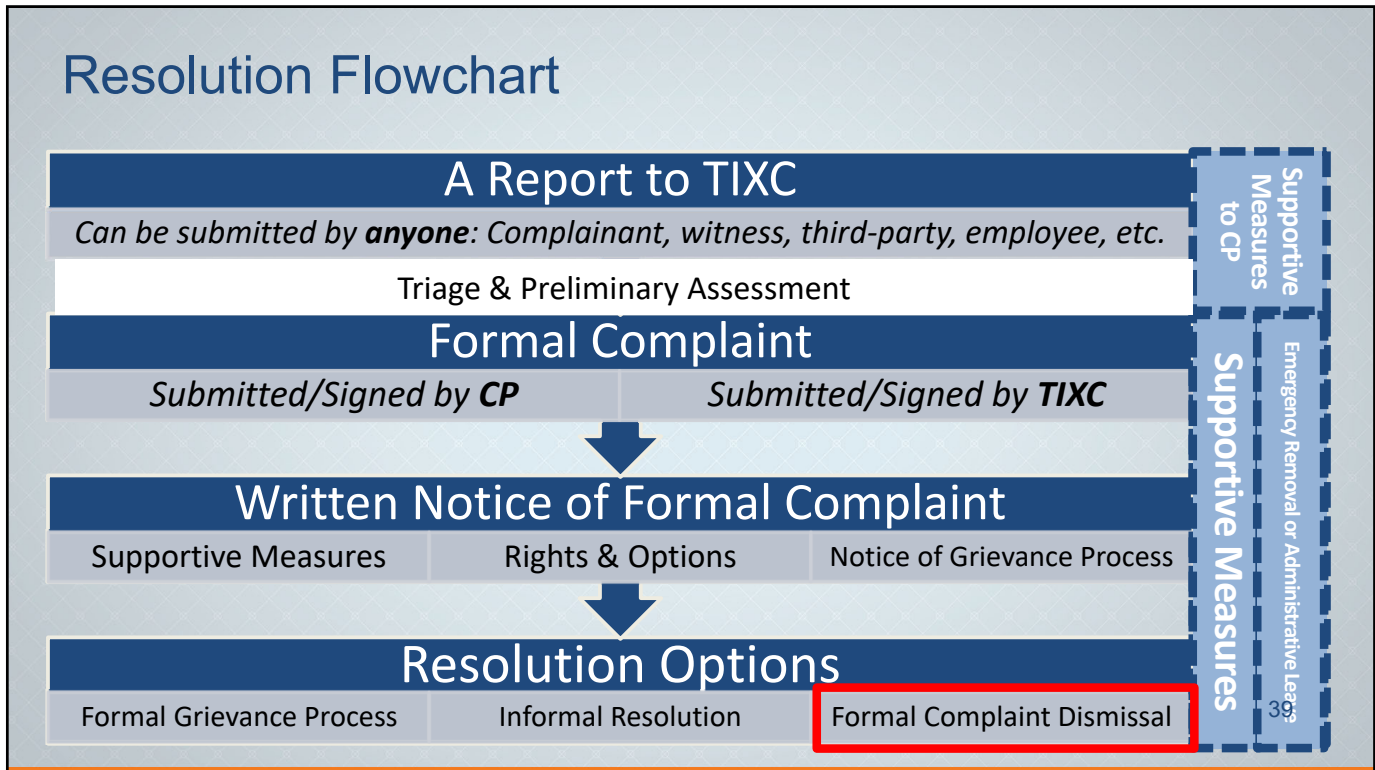 Resolution Flowchart
A Report to TIXC
Can be submitted by anyone: Complainant, witness, third-party, employee, etc.
Triage & Preliminary Assessment
Formal Complaint
Submitted/Signed by CP
Submitted/Signed by TIXC
Written Notice of Formal Complaint
Supportive Measures
Rights & Options
Notice of Grievance Process
Resolution Options
Formal Grievance Process
Informal Resolution
Formal Complaint Dismissal
Supportive
Measures
to CP
Supportive Measures
Emergency Removal or Administrative Leave
39